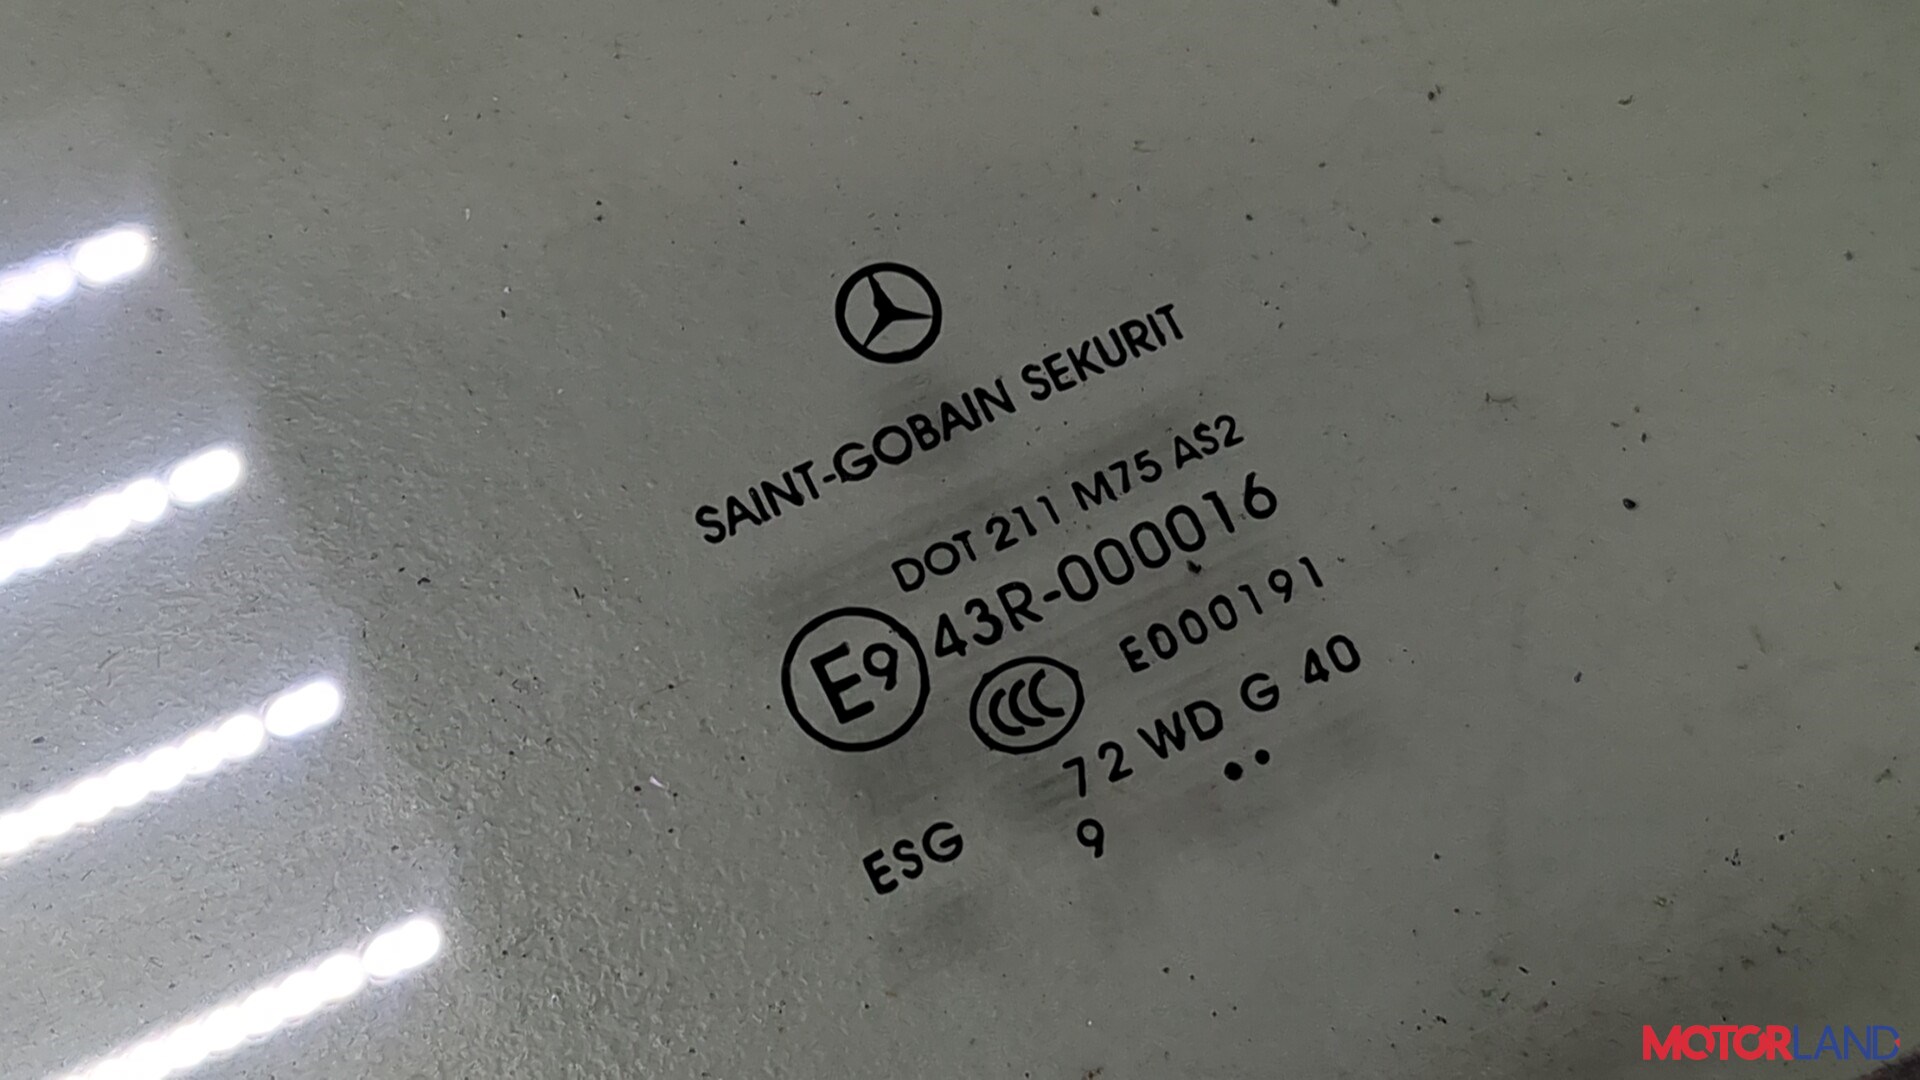 SAINT-GOBAIN SEKURIT
DOT 211 M75 AS2
E9 43R-000016
CCC E000191
72 WD G 40
ESG 9 ..
MOTORLAND